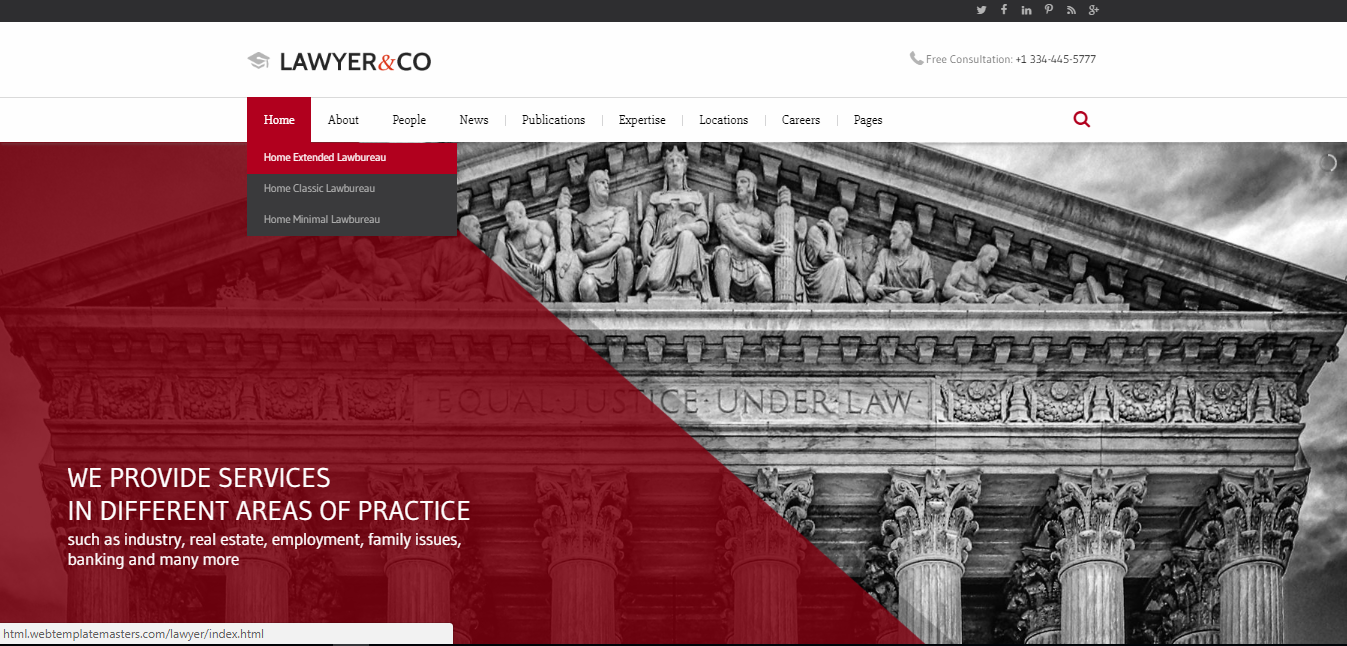 LAWYER&CO
Free Consultation: +1 334-445-5777
Home About People News Publications Expertise Locations Careers Pages
Home Extended Lawbureau
Home Classic Lawbureau
Home Minimal Lawbureau
EQUAL·JUSTICE·UNDER·LAW·
WE PROVIDE SERVICES
IN DIFFERENT AREAS OF PRACTICE
such as industry, real estate, employment, family issues,
banking and many more
html.webtemplatemasters.com/lawyer/index.html